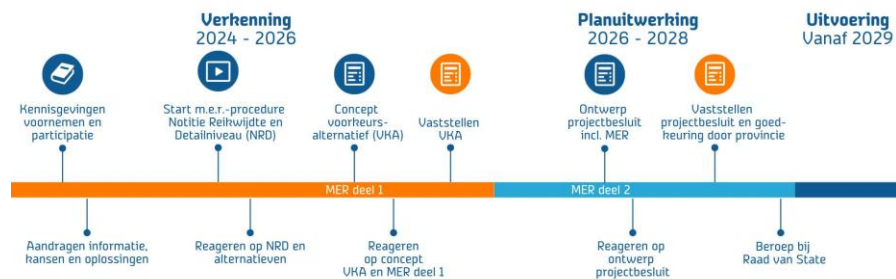 Verkenning
2024 - 2026
Planuitwerking
2026 - 2028
Uitvoering
Vanaf 2029
Kennisgevingen
voornemen en
participatie
Start m.e.r.-procedure
Notitie Reikwijdte en
Detailniveau (NRD)
Concept
voorkeurs-
alternatief (VKA)
Vaststellen
VKA
Ontwerp
projectbesluit
incl. MER
Vaststellen
projectbesluit en goed-
keuring door provincie
MER deel 1
MER deel 2
Aandragen informatie,
kansen en oplossingen
Reageren op NRD en
alternatieven
Reageren
op concept
VKA en MER deel 1
Reageren op
ontwerp
projectbesluit
Beroep bij
Raad van State